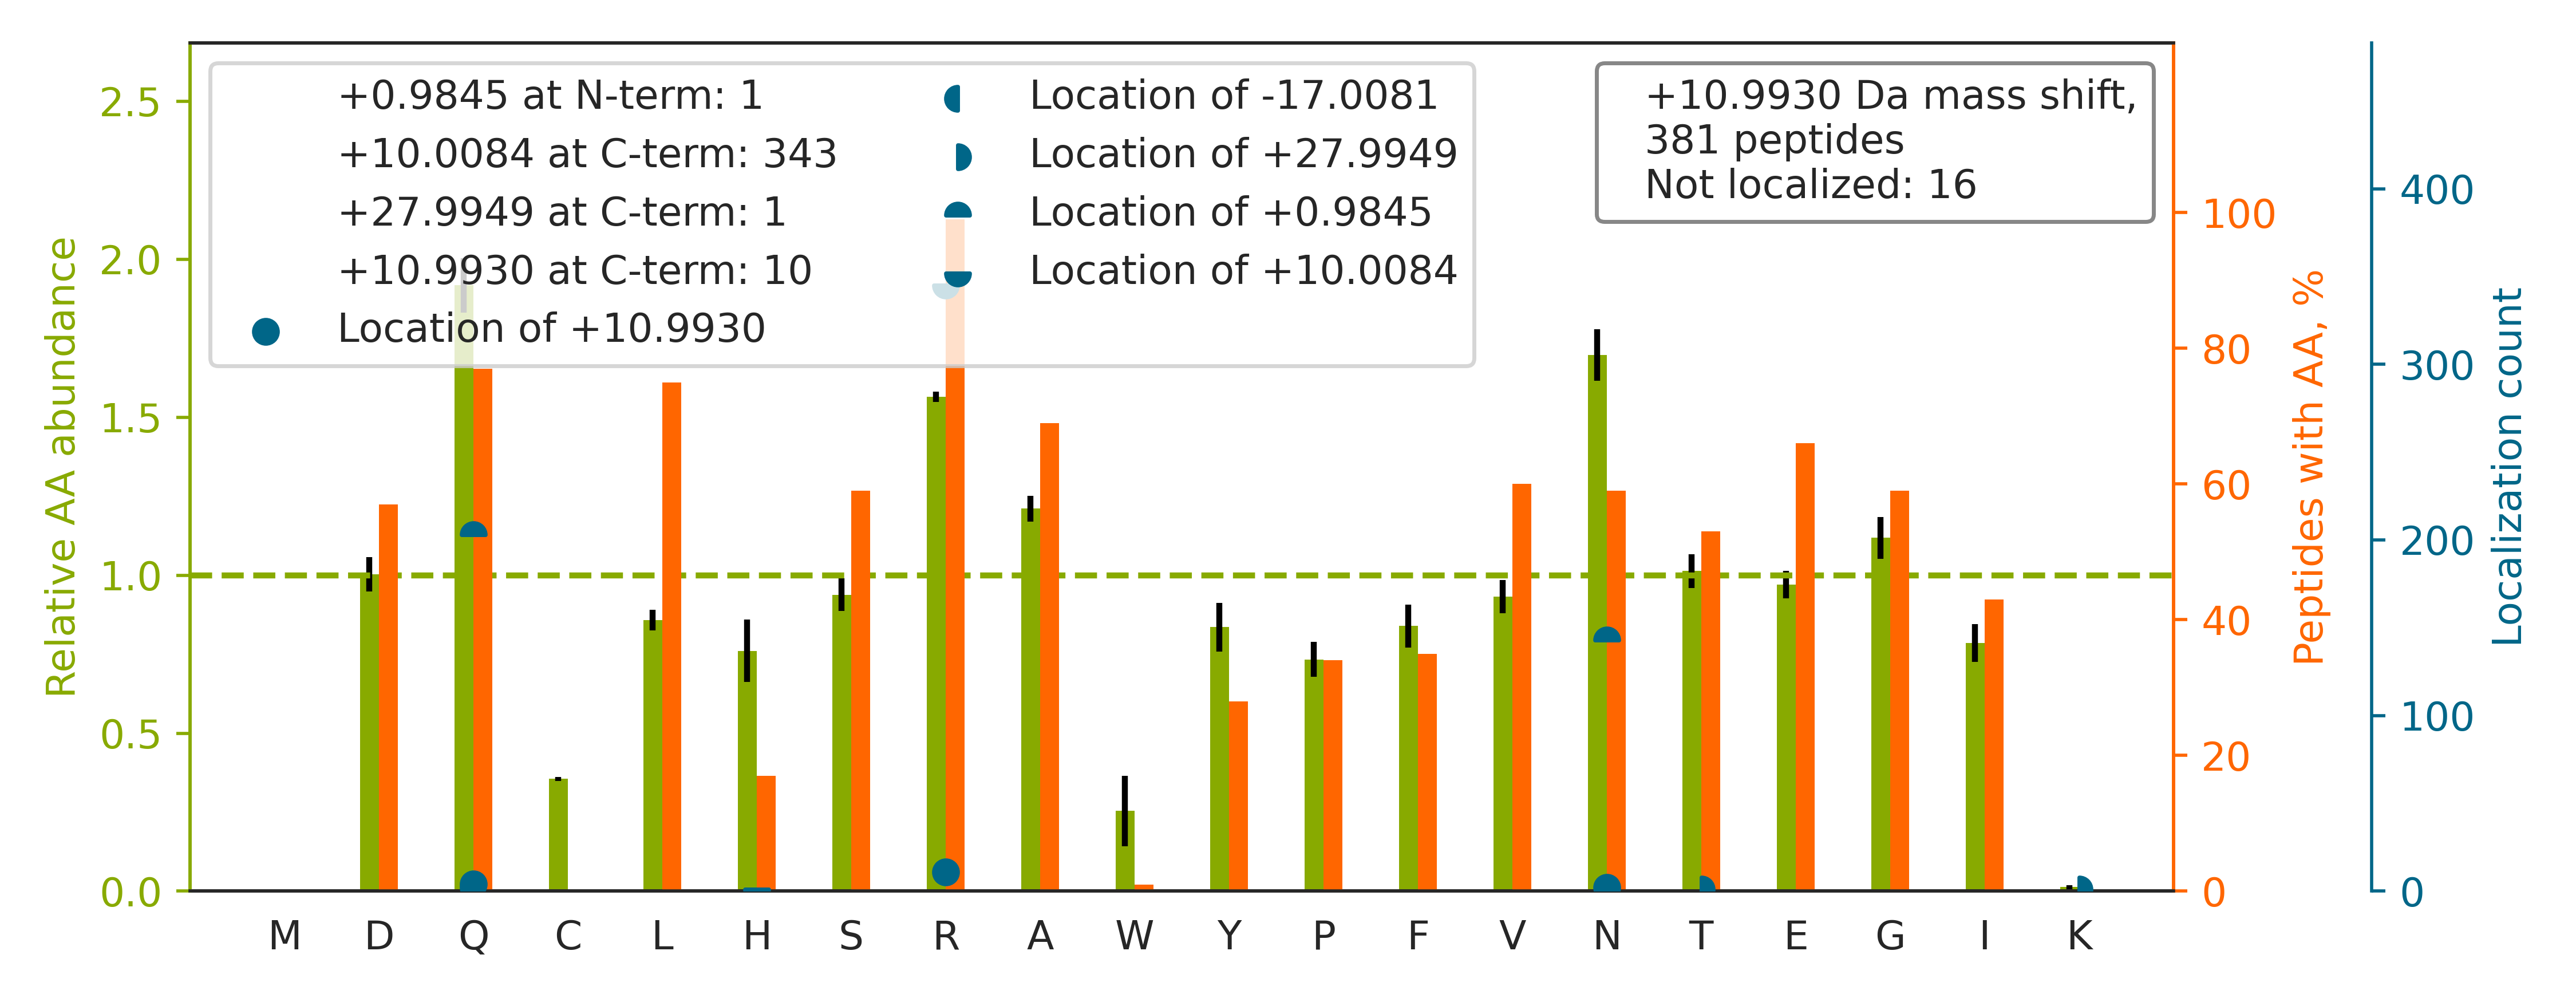 +0.9845 at N-term: 1
+10.0084 at C-term: 343
+27.9949 at C-term: 1
+10.9930 at C-term: 10
Location of +10.9930
Location of -17.0081
Location of +27.9949
Location of +0.9845
Location of +10.0084
+10.9930 Da mass shift,
381 peptides
Not localized: 16
Relative AA abundance
2.5
2.0
1.5
1.0
0.5
0.0
100
80
60
40
20
0
Peptides with AA, %
400
300
200
100
0
Localization count
M D Q C L H S R A W Y P F V N T E G I K